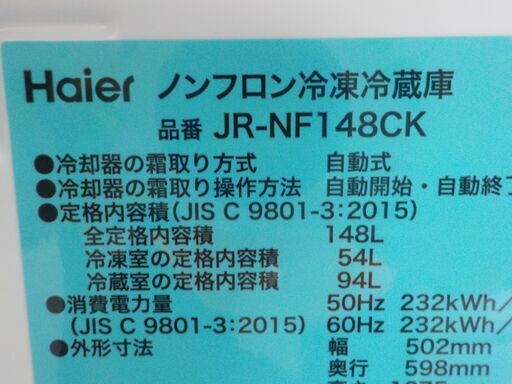 Haier ノンフロン冷凍冷蔵庫
品番 JR-NF148CK
●冷却器の霜取り方式 自動式
●冷却器の霜取り操作方法 自動開始・自動終了
●定格内容積(JIS C 9801-3:2015)
全定格内容積 148L
冷凍室の定格内容積 54L
冷蔵室の定格内容積 94L
●消費電力量 50Hz 232kWh/
(JIS C 9801-3:2015) 60Hz 232kWh/
●外形寸法 幅 502mm
奥行 598mm